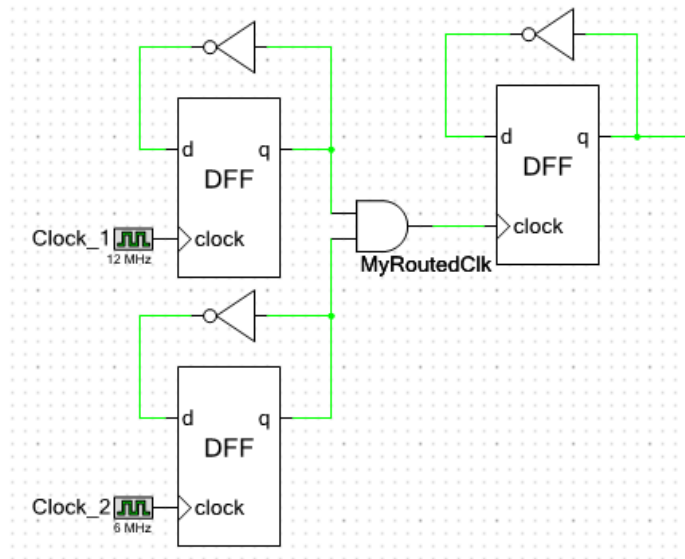 d
q
DFF
Clock_1
clock
12 MHz
MyRoutedClk
d
q
DFF
clock
d
q
DFF
Clock_2
clock
6 MHz